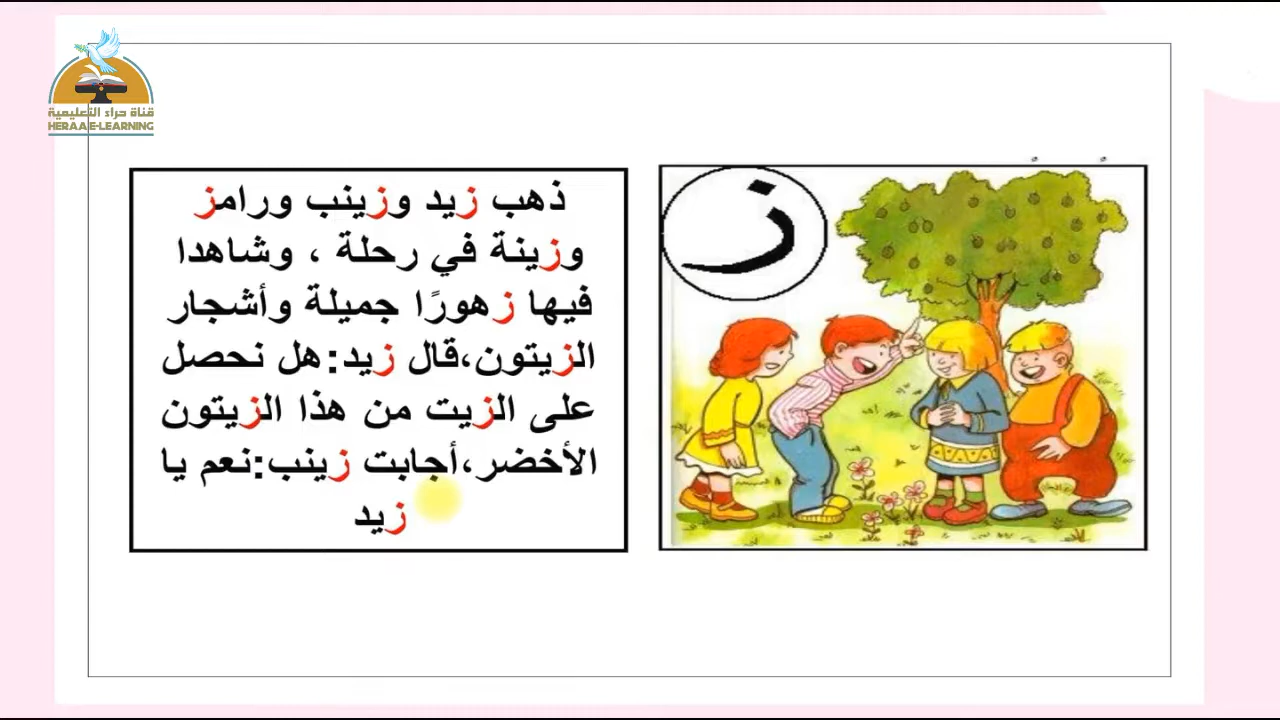 قناة حراء التعليمية
HERAA E-LEARNING
ز
ذهب زيد وزينب ورامز
وزينة في رحلة ، وشاهدا
فيها زهورًا جميلة وأشجار
الزيتون،قال زيد:هل نحصل
على الزيت من هذا الزيتون
الأخضر،أجابت زينب:نعم يا
زيد